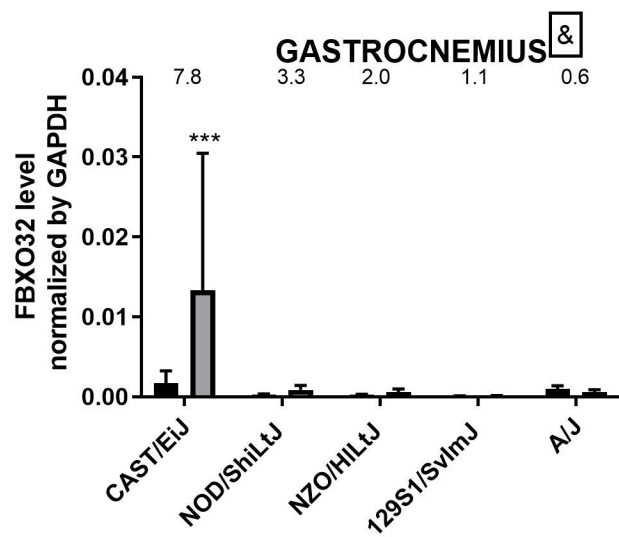 GASTROCNEMIUS &
7.8 3.3 2.0 1.1 0.6
***
FBXO32 level
normalized by GAPDH
0.04
0.03
0.02
0.01
0.00
CAST/EiJ
NOD/ShiLtJ
NZO/HILtJ
129S1/SvImJ
A/J